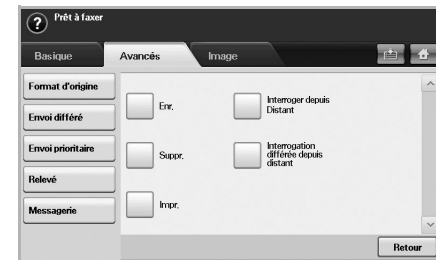 Prêt à faxer
Basique
Avancés
Image
Format d'origine
Envoi différé
Envoi prioritaire
Relevé
Messagerie
Enr.
Suppr.
Impr.
Interroger depuis
Distant
Interrogation
différée depuis
distant
Retour